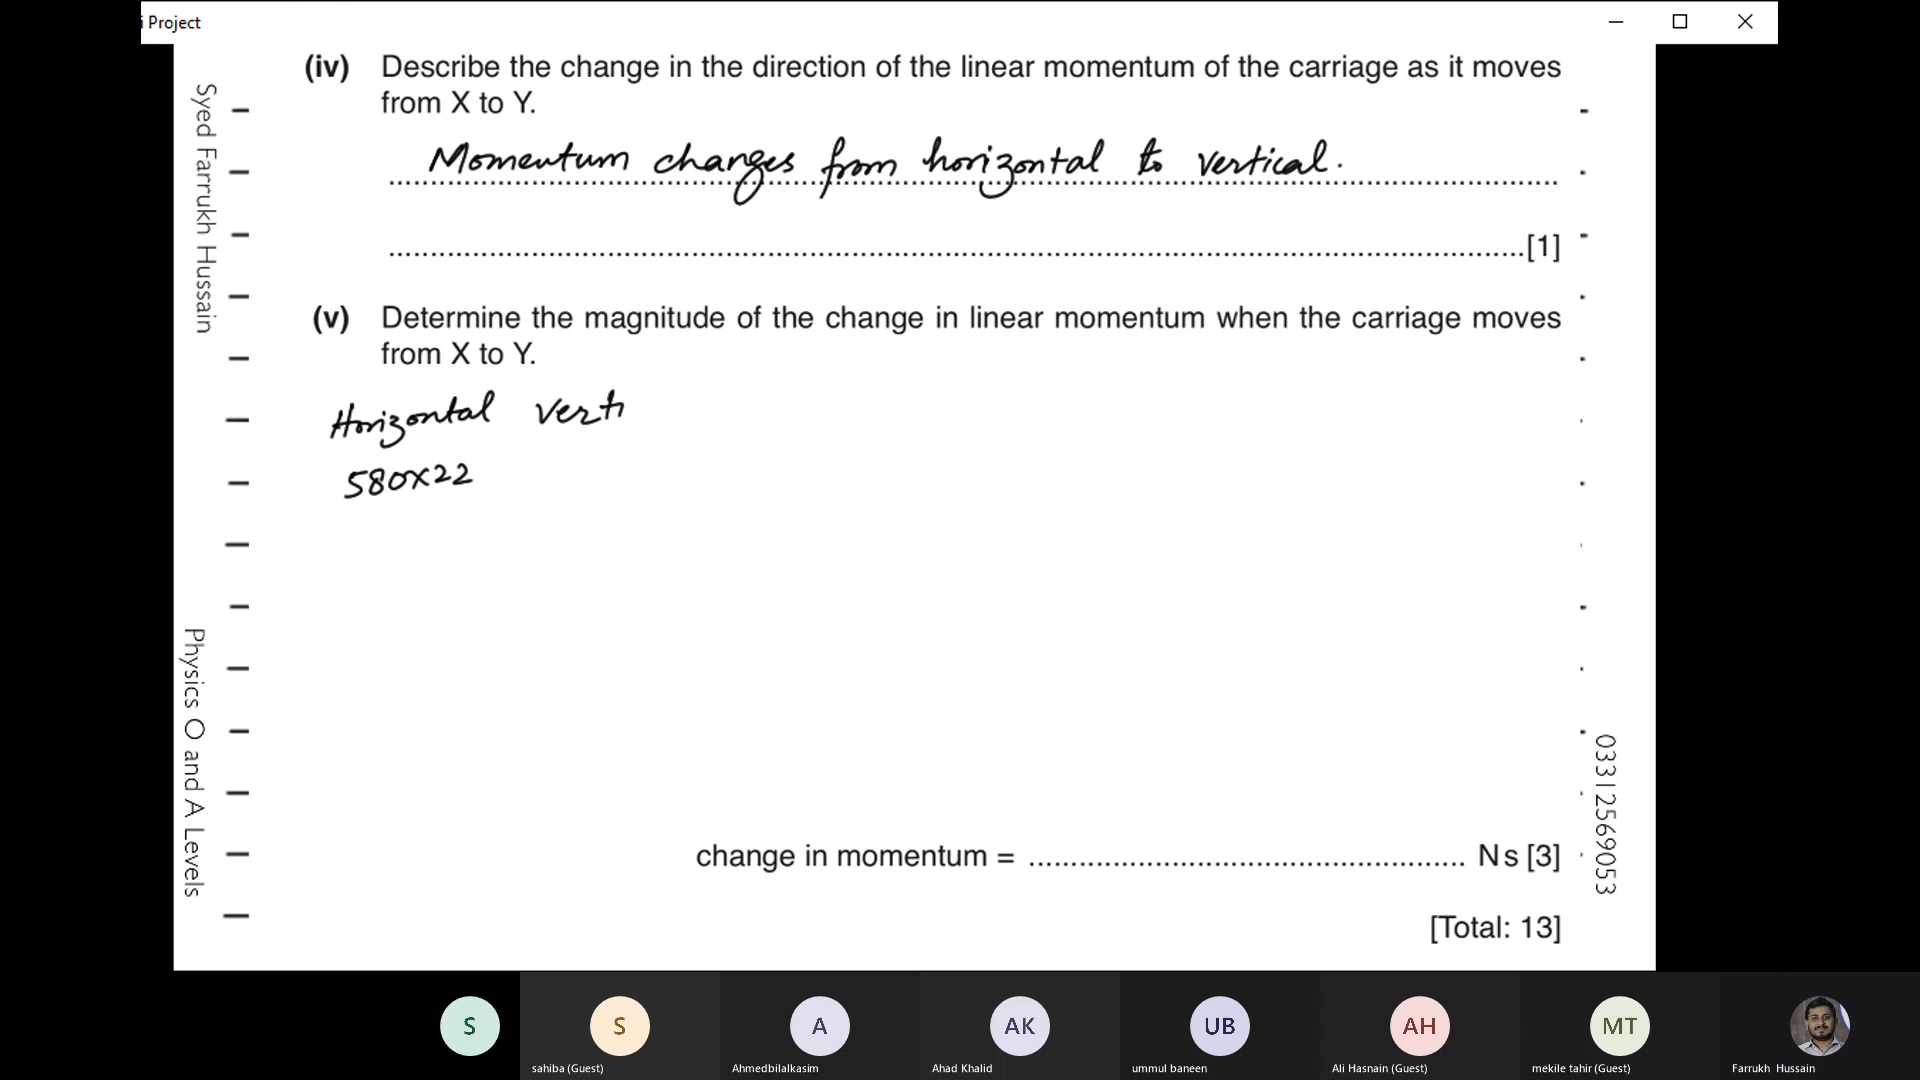 i Project
(iv) Describe the change in the direction of the linear momentum of the carriage as it moves
from X to Y.
Momentum changes from horizontal to vertical.
[1]
(v) Determine the magnitude of the change in linear momentum when the carriage moves
from X to Y.
Horizontal verti
580x22
change in momentum = .................................................. N s [3]
[Total: 13]
Syed Farrukh Hussain
Physics O and A Levels
03312569053
S
S
A
AK
UB
AH
MT
sahiba (Guest)
Ahmedbilalkasim
Ahad Khalid
ummul baneen
Ali Hasnain (Guest)
mekile tahir (Guest)
Farrukh Hussain